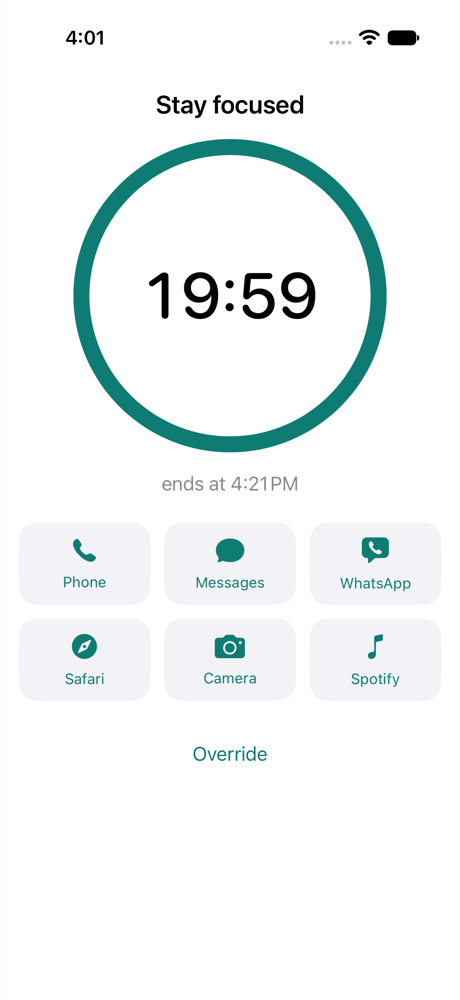 4:01
Stay focused
19:59
ends at 4:21PM
Phone
Messages
WhatsApp
Safari
Camera
Spotify
Override